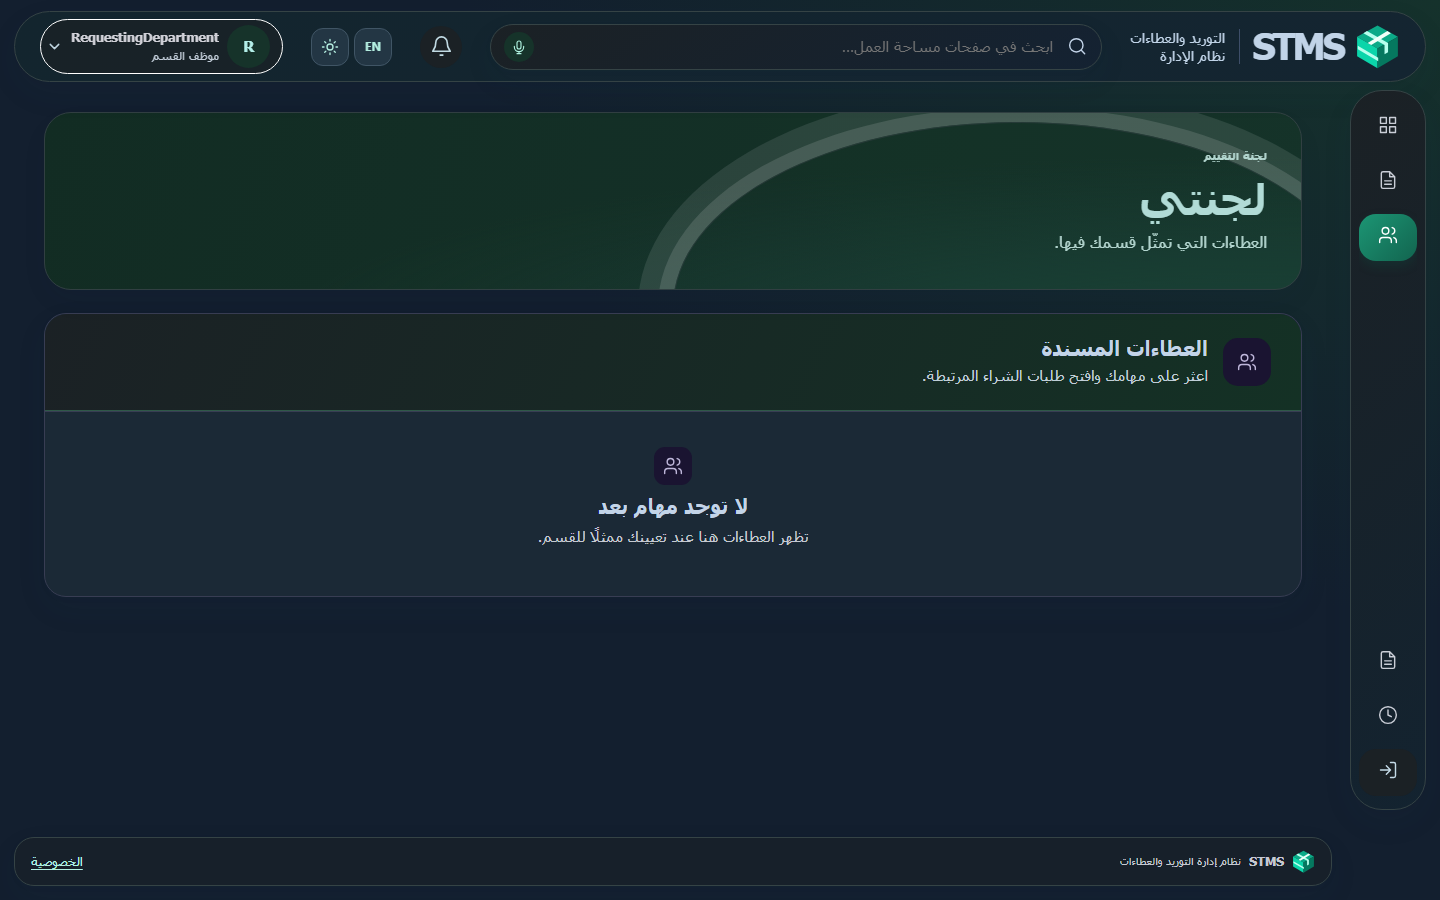 STMS
التوريد والعطاءات
نظام الإدارة
ابحث في صفحات مساحة العمل...
EN
R
RequestingDepartment
موظف القسم
لجنة التقييم
لجنتي
العطاءات التي تمثّل قسمك فيها.
العطاءات المسندة
اعثر على مهامك وافتح طلبات الشراء المرتبطة.
لا توجد مهام بعد
تظهر العطاءات هنا عند تعيينك ممثلًا للقسم.
STMS نظام إدارة التوريد والعطاءات
الخصوصية